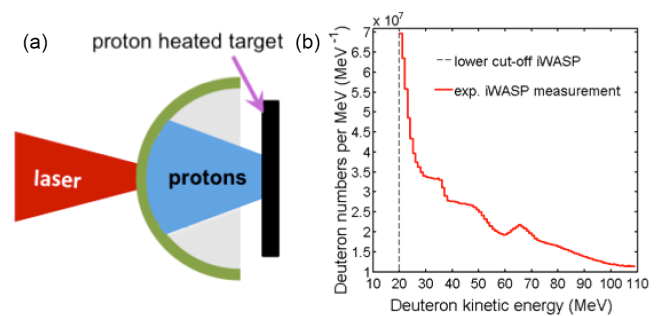 (a)
proton heated target
laser
protons
(b)
x 10⁷
7
6.5
6
5.5
5
4.5
4
3.5
3
2.5
2
1.5
1
Deuteron numbers per MeV (MeV⁻¹)
lower cut-off iWASP
exp. iWASP measurement
10 20 30 40 50 60 70 80 90 100 110
Deuteron kinetic energy (MeV)